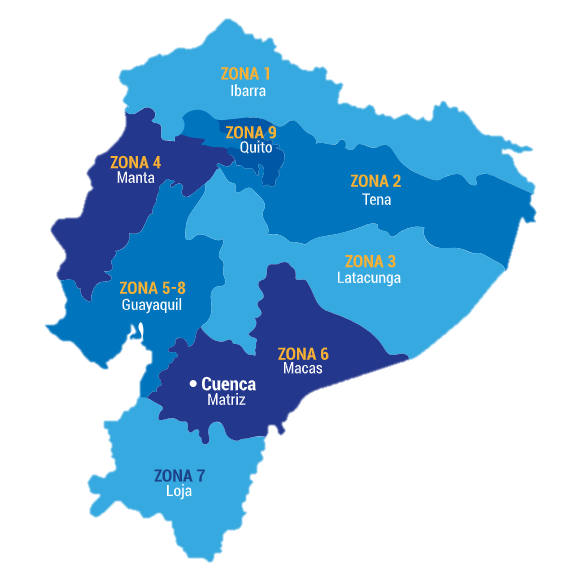 ZONA 1
Ibarra
ZONA 9
Quito
ZONA 4
Manta
ZONA 2
Tena
ZONA 3
Latacunga
ZONA 5-8
Guayaquil
ZONA 6
Macas
• Cuenca
Matriz
ZONA 7
Loja